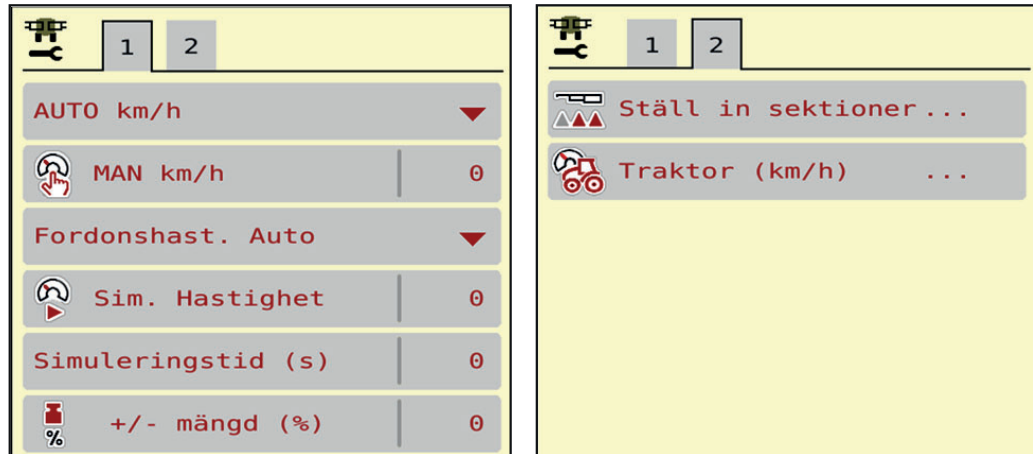 1 2
AUTO km/h
MAN km/h 0
Fordonshast. Auto
Sim. Hastighet 0
Simuleringstid (s) 0
% +/- mängd (%) 0
1 2
Ställ in sektioner...
Traktor (km/h) ...